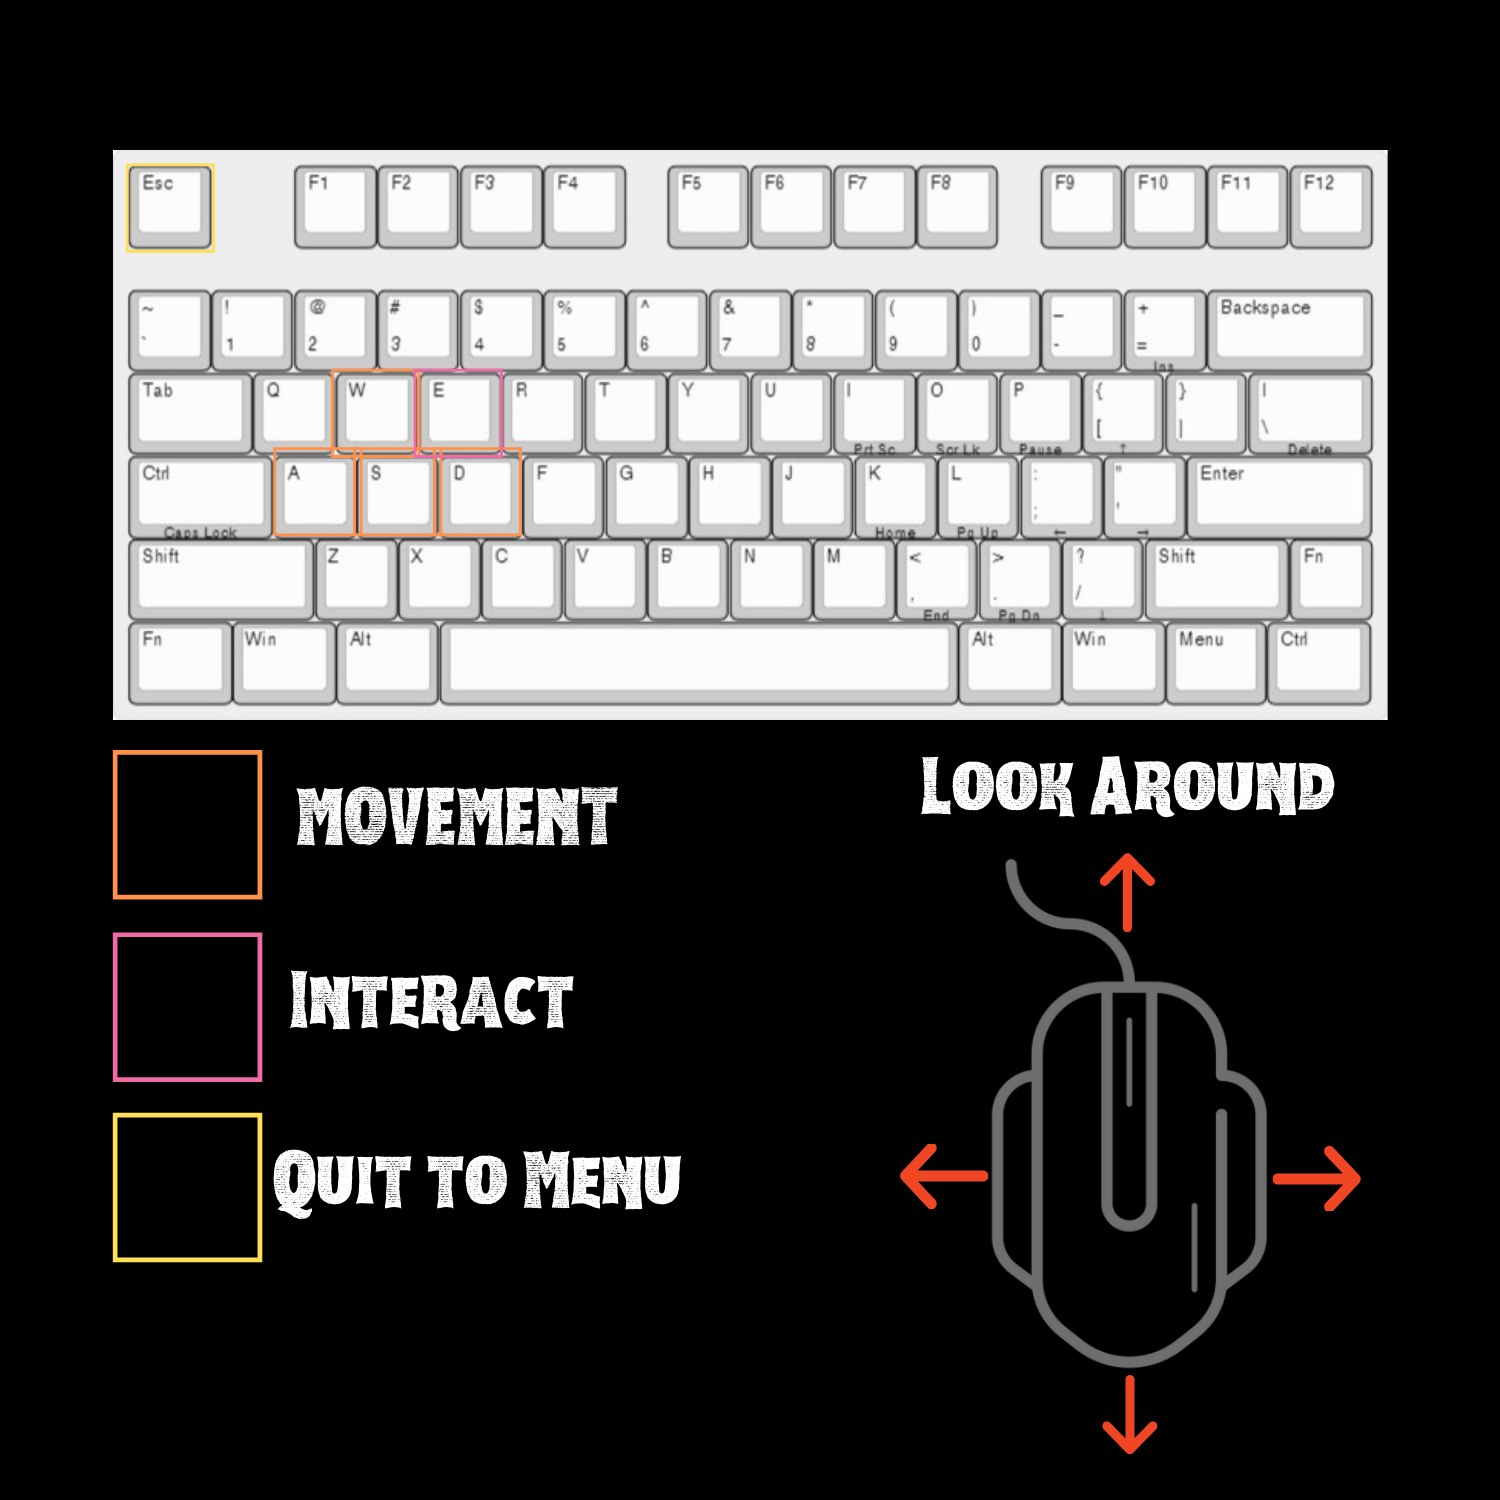 Esc F1 F2 F3 F4 F5 F6 F7 F8 F9 F10 F11 F12
~ ! @ # $ % ^ & * ( ) _ + Backspace
` 1 2 3 4 5 6 7 8 9 0 - =
Ins
Tab Q W E R T Y U I O P { } |
[ | \
Prt Sc Scr Lk Pause ↑ Delete
Ctrl A S D F G H J K L : " Enter
; '
Caps Lock Home Pg Up ← →
Shift Z X C V B N M < > ? Shift Fn
, . /
End Pg Dn ↓
Fn Win Alt Alt Win Menu Ctrl
MOVEMENT
Interact
Quit to Menu
Look Around